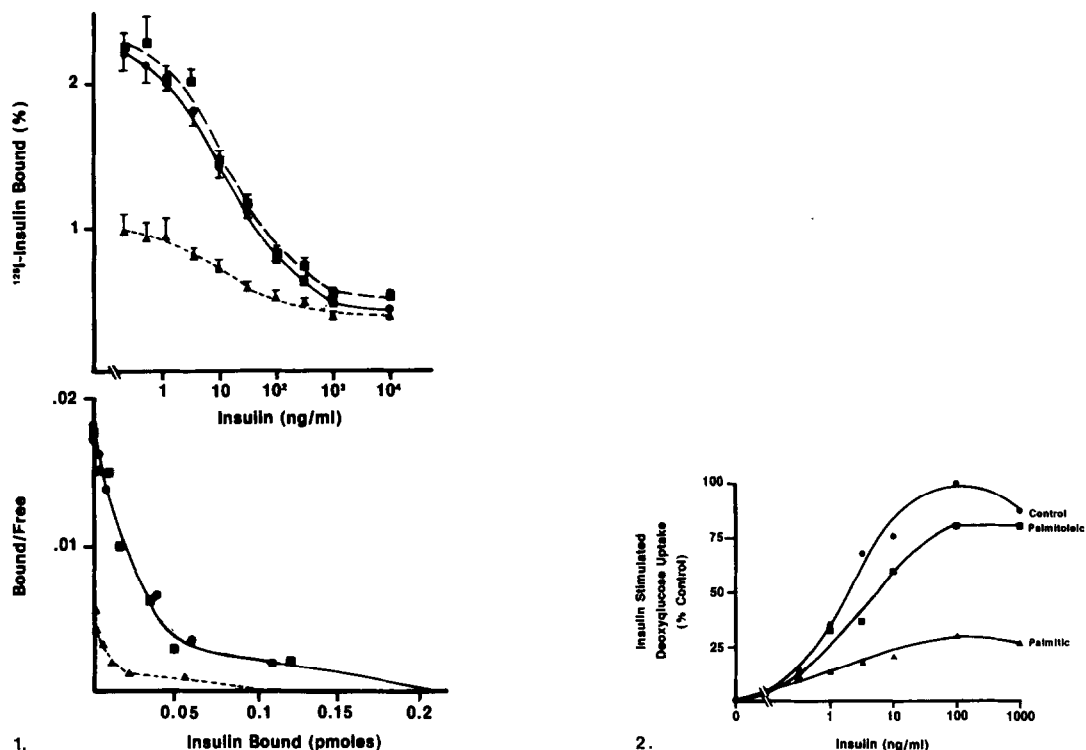 ¹²⁵I-Insulin Bound (%)
2
1
1 10 10² 10³ 10⁴
Insulin (ng/ml)
Bound/Free
.02
.01
0.05 0.1 0.15 0.2
Insulin Bound (pmoles)
1.
Insulin Stimulated
Deoxyglucose Uptake
(% Control)
100
75
50
25
Control
Palmitoleic
Palmitic
0 1 10 100 1000
Insulin (ng/ml)
2.